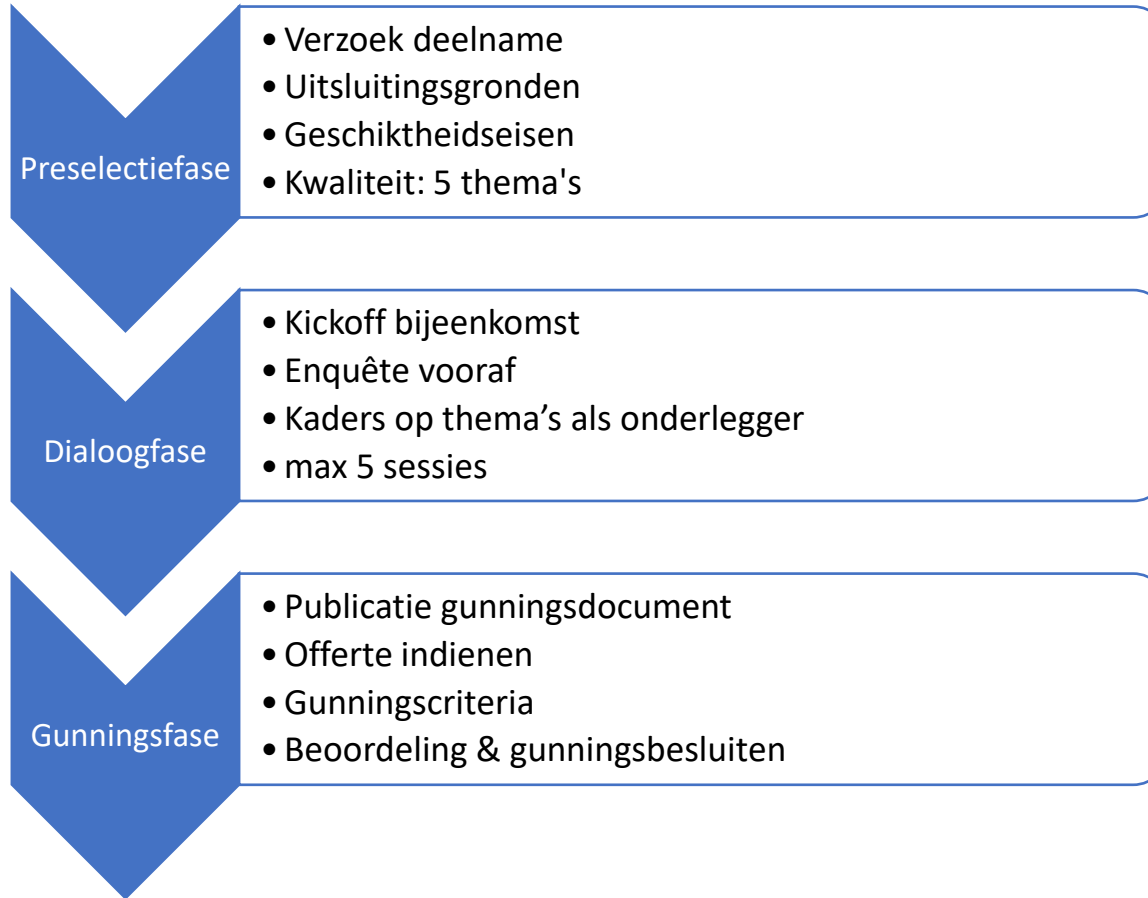 Preselectiefase
• Verzoek deelname
• Uitsluitingsgronden
• Geschiktheidseisen
• Kwaliteit: 5 thema's
Dialoogfase
• Kickoff bijeenkomst
• Enquête vooraf
• Kaders op thema’s als onderlegger
• max 5 sessies
Gunningsfase
• Publicatie gunningsdocument
• Offerte indienen
• Gunningscriteria
• Beoordeling & gunningsbesluiten